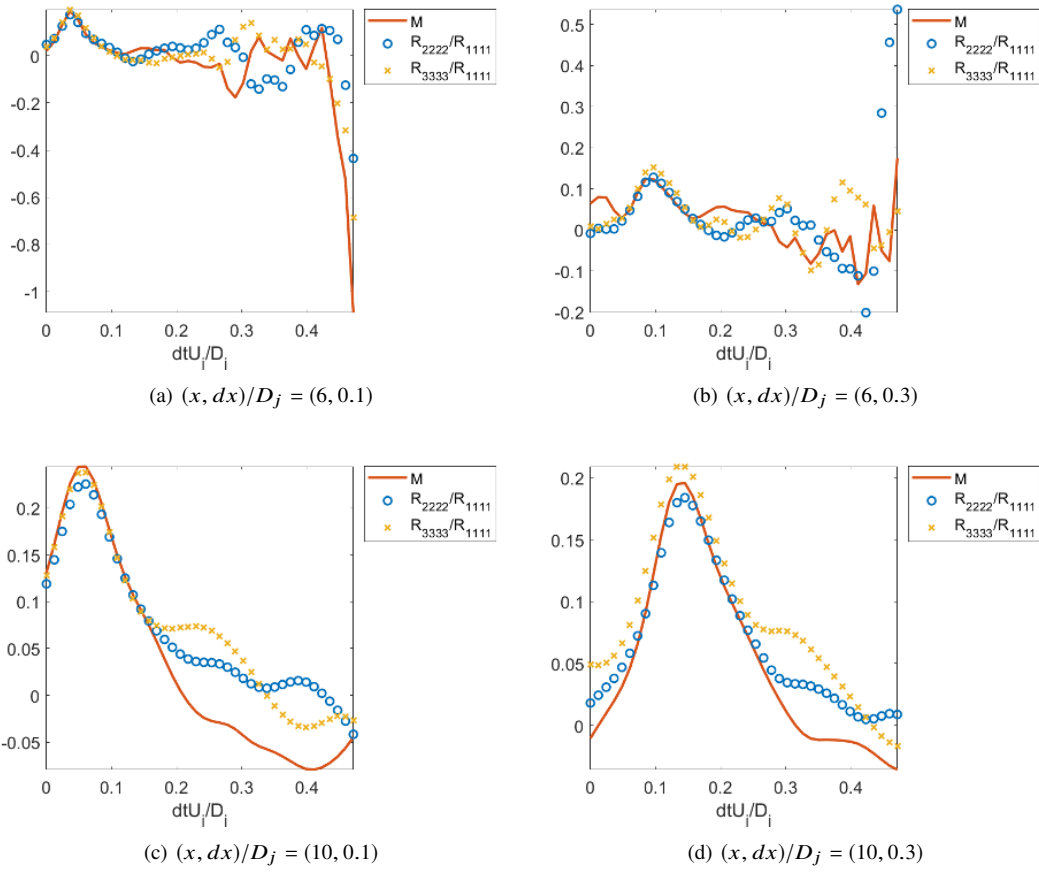 0
-0.2
-0.4
-0.6
-0.8
-1
0 0.1 0.2 0.3 0.4
dtU_i/D_j
M
R_2222/R_1111
R_3333/R_1111
(a) (x, dx)/D_j = (6, 0.1)
0.5
0.4
0.3
0.2
0.1
0
-0.1
-0.2
0 0.1 0.2 0.3 0.4
dtU_i/D_j
M
R_2222/R_1111
R_3333/R_1111
(b) (x, dx)/D_j = (6, 0.3)
0.2
0.15
0.1
0.05
0
-0.05
0 0.1 0.2 0.3 0.4
dtU_i/D_j
M
R_2222/R_1111
R_3333/R_1111
(c) (x, dx)/D_j = (10, 0.1)
0.2
0.15
0.1
0.05
0
0 0.1 0.2 0.3 0.4
dtU_i/D_j
M
R_2222/R_1111
R_3333/R_1111
(d) (x, dx)/D_j = (10, 0.3)